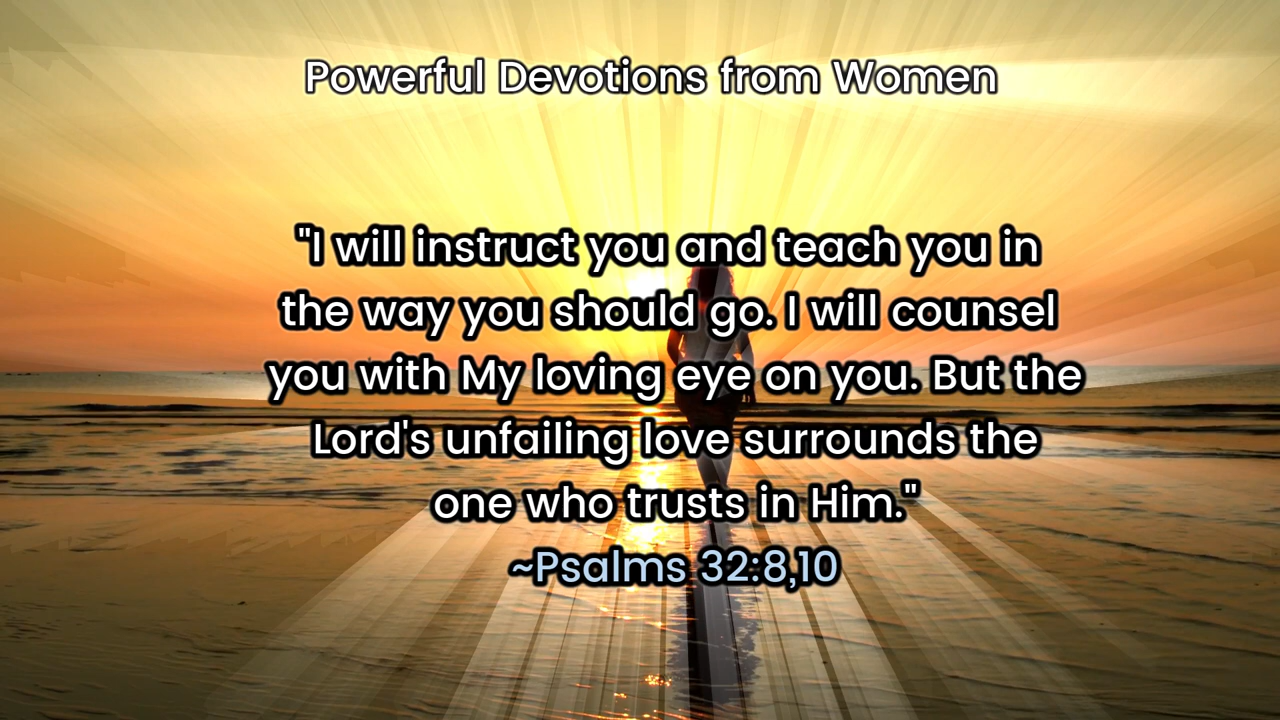 Powerful Devotions from Women
"I will instruct you and teach you in
the way you should go. I will counsel
you with My loving eye on you. But the
Lord's unfailing love surrounds the
one who trusts in Him."
~Psalms 32:8,10